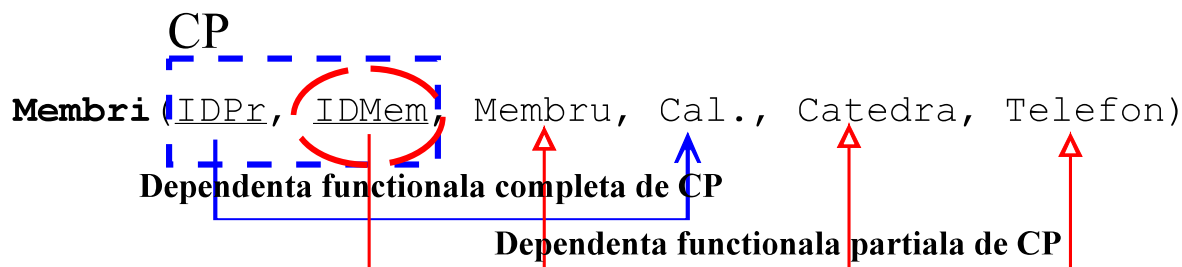 CP
Membri(IDPr, IDMem, Membru, Cal., Catedra, Telefon)
Dependenta functionala completa de CP
Dependenta functionala partiala de CP